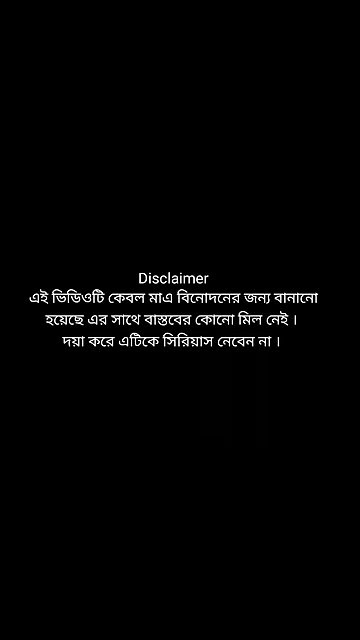 Disclaimer
এই ভিডিওটি কেবল মাএ বিনোদনের জন্য বানানো
হয়েছে এর সাথে বাস্তবের কোনো মিল নেই ।
দয়া করে এটিকে সিরিয়াস নেবেন না ।